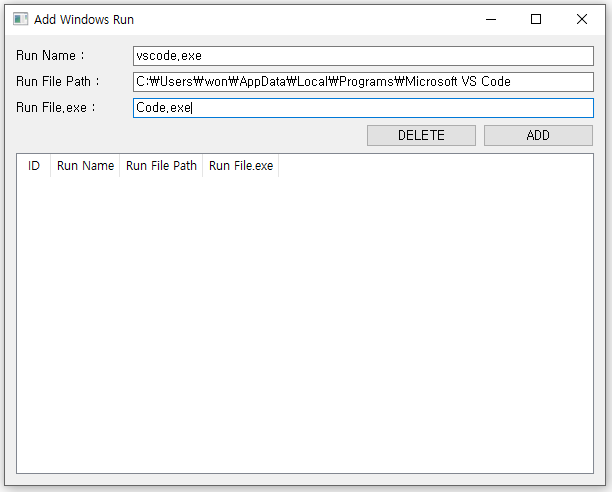 Add Windows Run
Run Name : vscode.exe
Run File Path : C:₩Users₩won₩AppData₩Local₩Programs₩Microsoft VS Code
Run File.exe : Code.exe
DELETE ADD
ID Run Name Run File Path Run File.exe